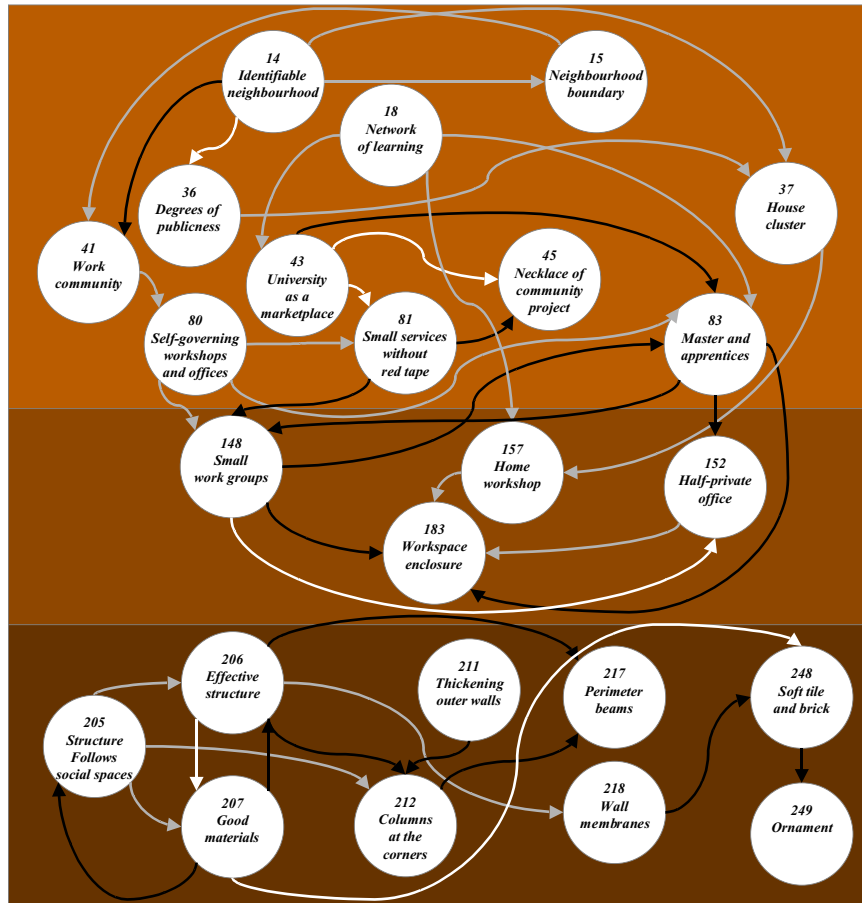 14
Identifiable
neighbourhood
15
Neighbourhood
boundary
18
Network
of learning
36
Degrees of
publicness
37
House
cluster
41
Work
community
43
University
as a
marketplace
45
Necklace of
community
project
80
Self-governing
workshops
and offices
81
Small services
without
red tape
83
Master and
apprentices
148
Small
work groups
157
Home
workshop
152
Half-private
office
183
Workspace
enclosure
206
Effective
structure
211
Thickening
outer walls
217
Perimeter
beams
248
Soft tile
and brick
205
Structure
Follows
social spaces
207
Good
materials
212
Columns
at the
corners
218
Wall
membranes
249
Ornament